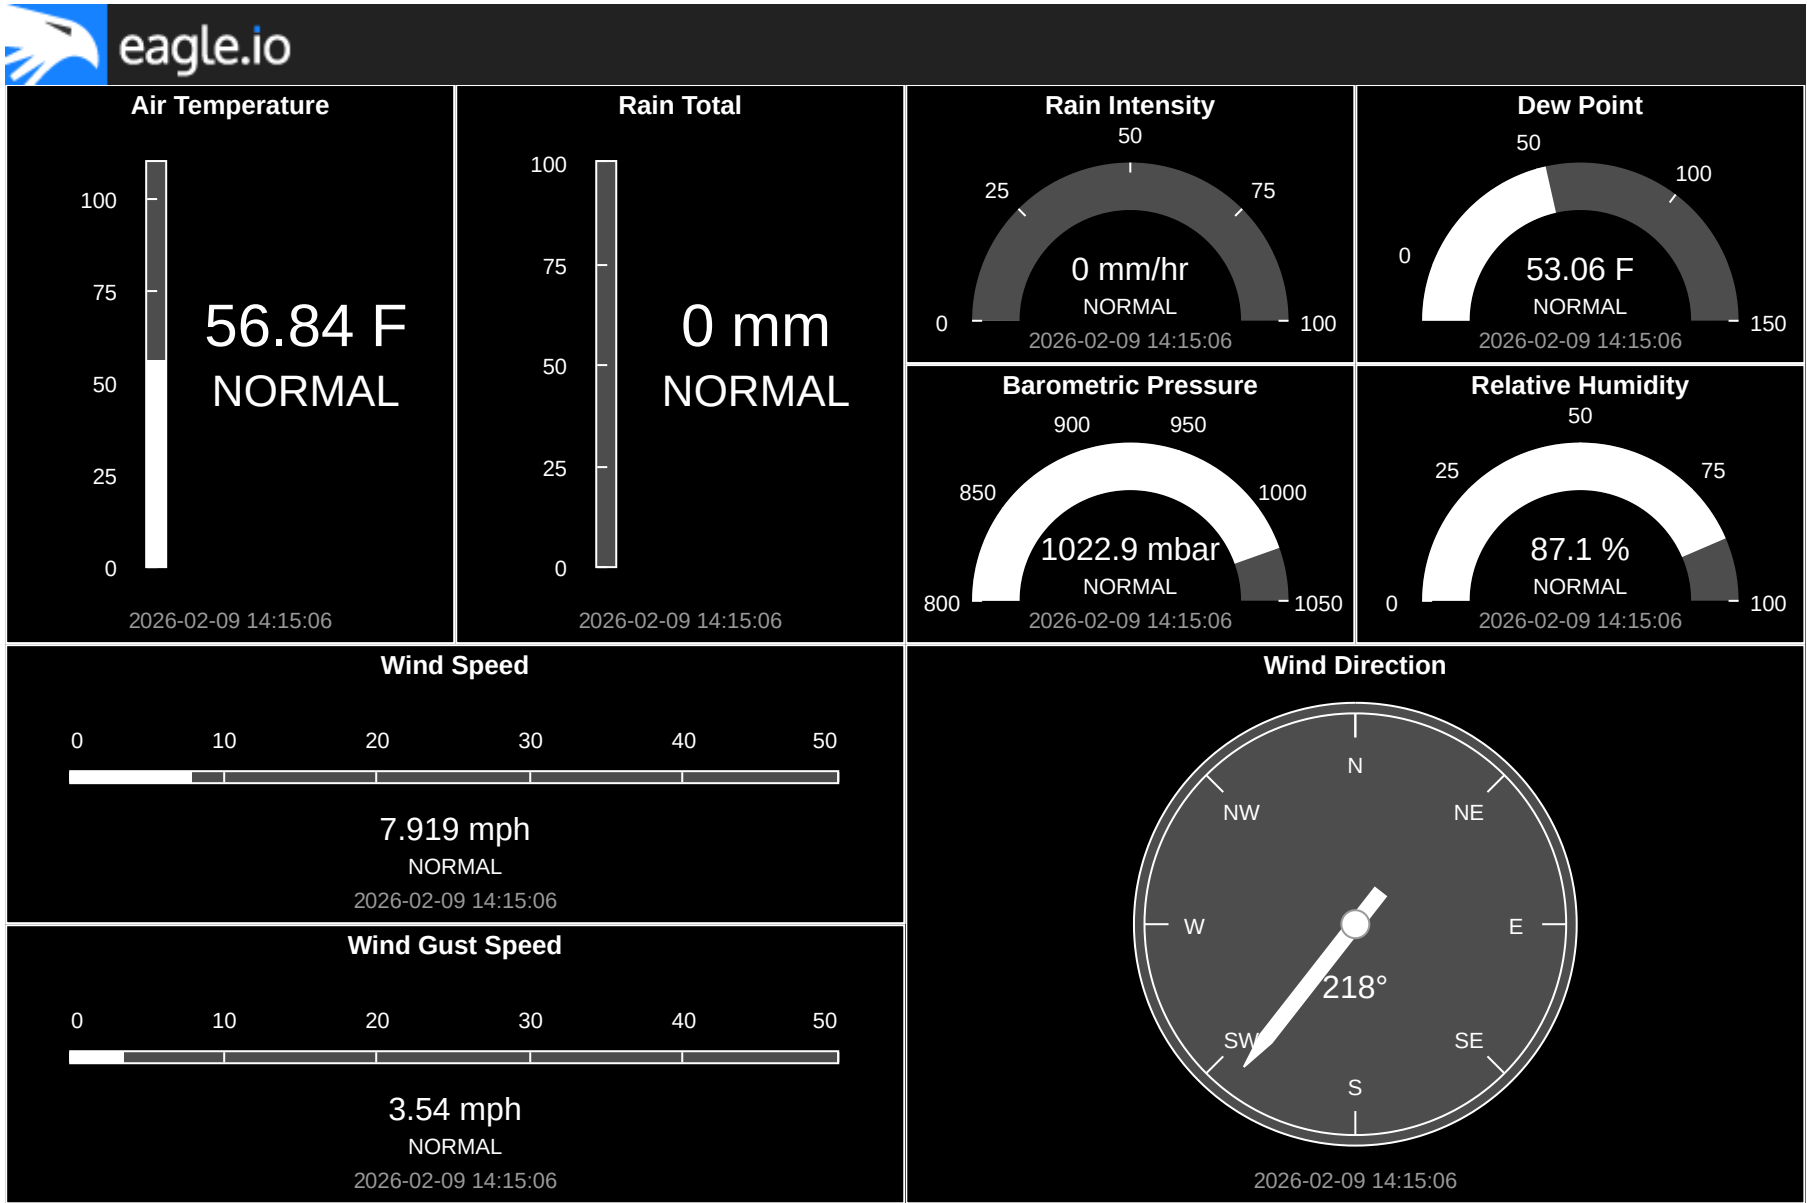 eagle.io
Air Temperature
100
75
50
25
0
56.84 F
NORMAL
2026-02-09 14:15:06
Rain Total
100
75
50
25
0
0 mm
NORMAL
2026-02-09 14:15:06
Rain Intensity
0
25
50
75
100
0 mm/hr
NORMAL
2026-02-09 14:15:06
Dew Point
0
50
100
150
53.06 F
NORMAL
2026-02-09 14:15:06
Barometric Pressure
800
850
900
950
1000
1050
1022.9 mbar
NORMAL
2026-02-09 14:15:06
Relative Humidity
0
25
50
75
100
87.1 %
NORMAL
2026-02-09 14:15:06
Wind Speed
0 10 20 30 40 50
7.919 mph
NORMAL
2026-02-09 14:15:06
Wind Gust Speed
0 10 20 30 40 50
3.54 mph
NORMAL
2026-02-09 14:15:06
Wind Direction
N
NW NE
W E
218°
SW SE
S
2026-02-09 14:15:06